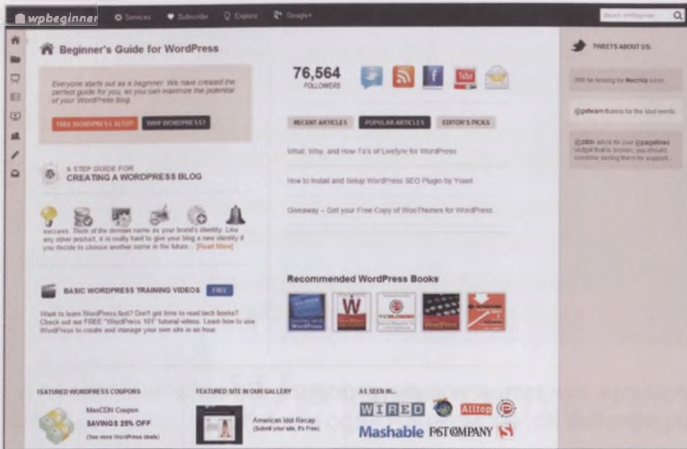 wpbeginner
Services
Subscribe
Explore
Google+
Beginner's Guide for WordPress
Everyone starts out as a beginner. We have created the
perfect guide for you, so you can maximize the potential
of your WordPress blog.
FREE WORDPRESS SETUP
WHY WORDPRESS?
5 STEP GUIDE FOR
CREATING A WORDPRESS BLOG
success. Think of the domain name as your brand's identity. Like
any other product, it is really hard to give your blog a new identity if
you decide to choose another name in the future... [Read More]
BASIC WORDPRESS TRAINING VIDEOS FREE
Want to learn WordPress fast? Don't got time to read tech books?
Check out our FREE "WordPress 101" tutorial videos. Learn how to use
WordPress to create and manage your own site in an hour.
76,564
FOLLOWERS
RECENT ARTICLES
POPULAR ARTICLES
EDITOR'S PICKS
What, Why, and How To's of Livefyre for WordPress
How to Install and Setup WordPress SEO Plugin by Yoast
Giveaway – Get your Free Copy of WooThemes for WordPress
Recommended WordPress Books
WordPress
TWEETS ABOUT US:
for the kind words.
FEATURED WORDPRESS COUPONS
MaxCDN Coupon
SAVINGS 25% OFF
(See more WordPress deals)
FEATURED SITE IN OUR GALLERY
American Idol Recap
(Submit your site, It's Free)
AS SEEN IN...
WIRED
Alltop
Mashable
FAST COMPANY